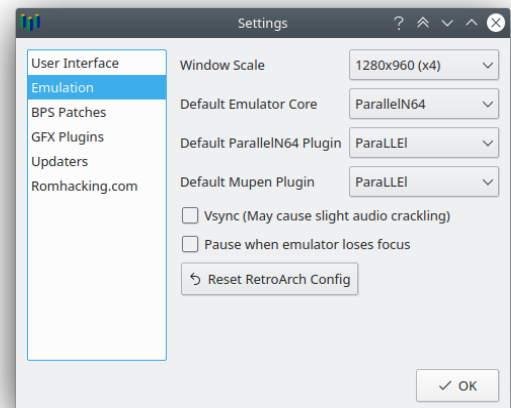 Settings
User Interface
Emulation
BPS Patches
GFX Plugins
Updaters
Romhacking.com
Window Scale 1280x960 (x4)
Default Emulator Core ParallelN64
Default ParallelN64 Plugin ParaLLEl
Default Mupen Plugin ParaLLEl
Vsync (May cause slight audio crackling)
Pause when emulator loses focus
Reset RetroArch Config
OK